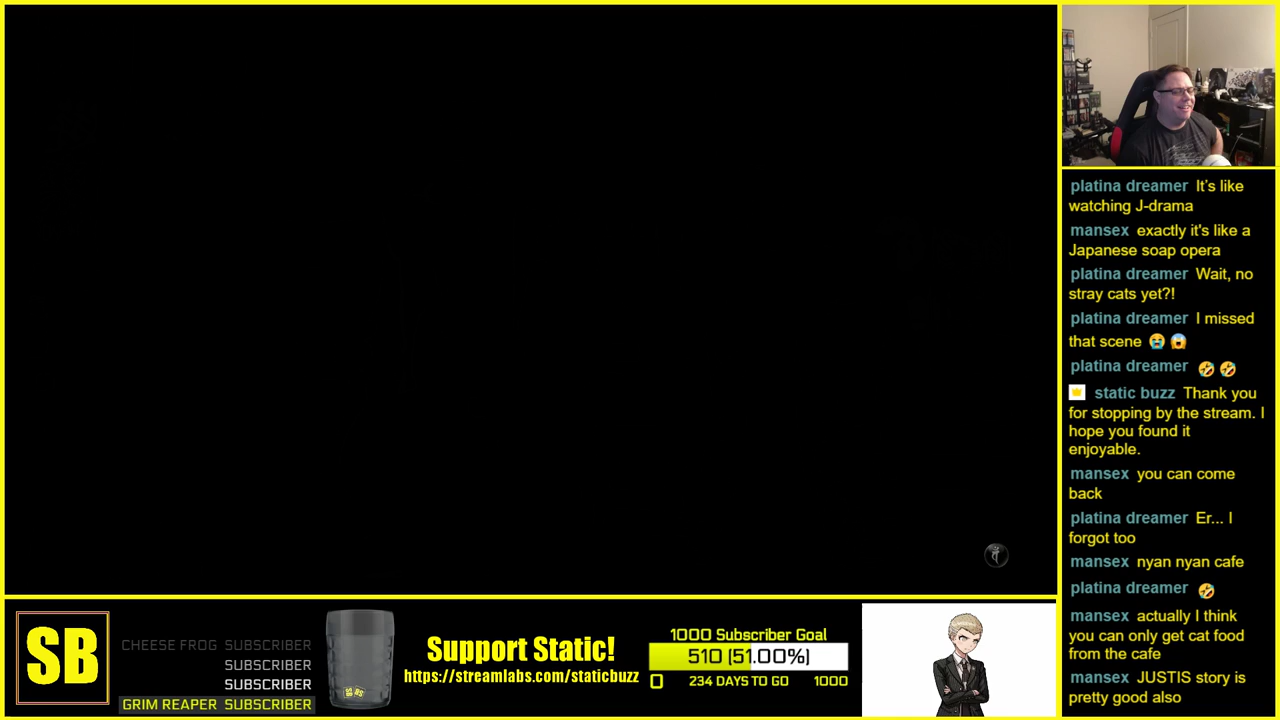 platina dreamer It's like
watching J-drama
mansex exactly it's like a
Japanese soap opera
platina dreamer Wait, no
stray cats yet?!
platina dreamer I missed
that scene 😭 😱
platina dreamer 🤣 🤣
static buzz Thank you
for stopping by the stream. I
hope you found it
enjoyable.
mansex you can come
back
platina dreamer Er... I
forgot too
mansex nyan nyan cafe
platina dreamer 🤣
mansex actually I think
you can only get cat food
from the cafe
mansex JUSTIS story is
pretty good also
SB
CHEESE FROG SUBSCRIBER
SUBSCRIBER
SUBSCRIBER
GRIM REAPER SUBSCRIBER
Support Static!
https://streamlabs.com/staticbuzz
1000 Subscriber Goal
510 (51.00%)
0 234 DAYS TO GO 1000